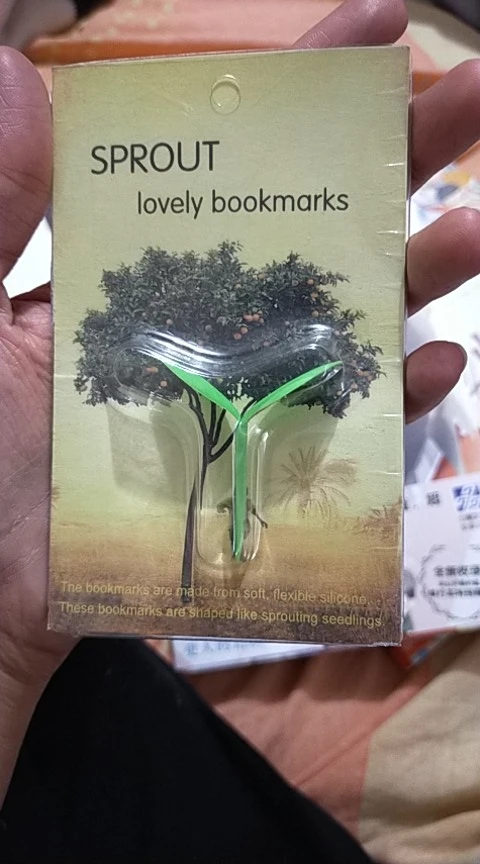 SPROUT
lovely bookmarks
The bookmarks are made from soft, flexible silicone.
These bookmarks are shaped like sprouting seedlings.